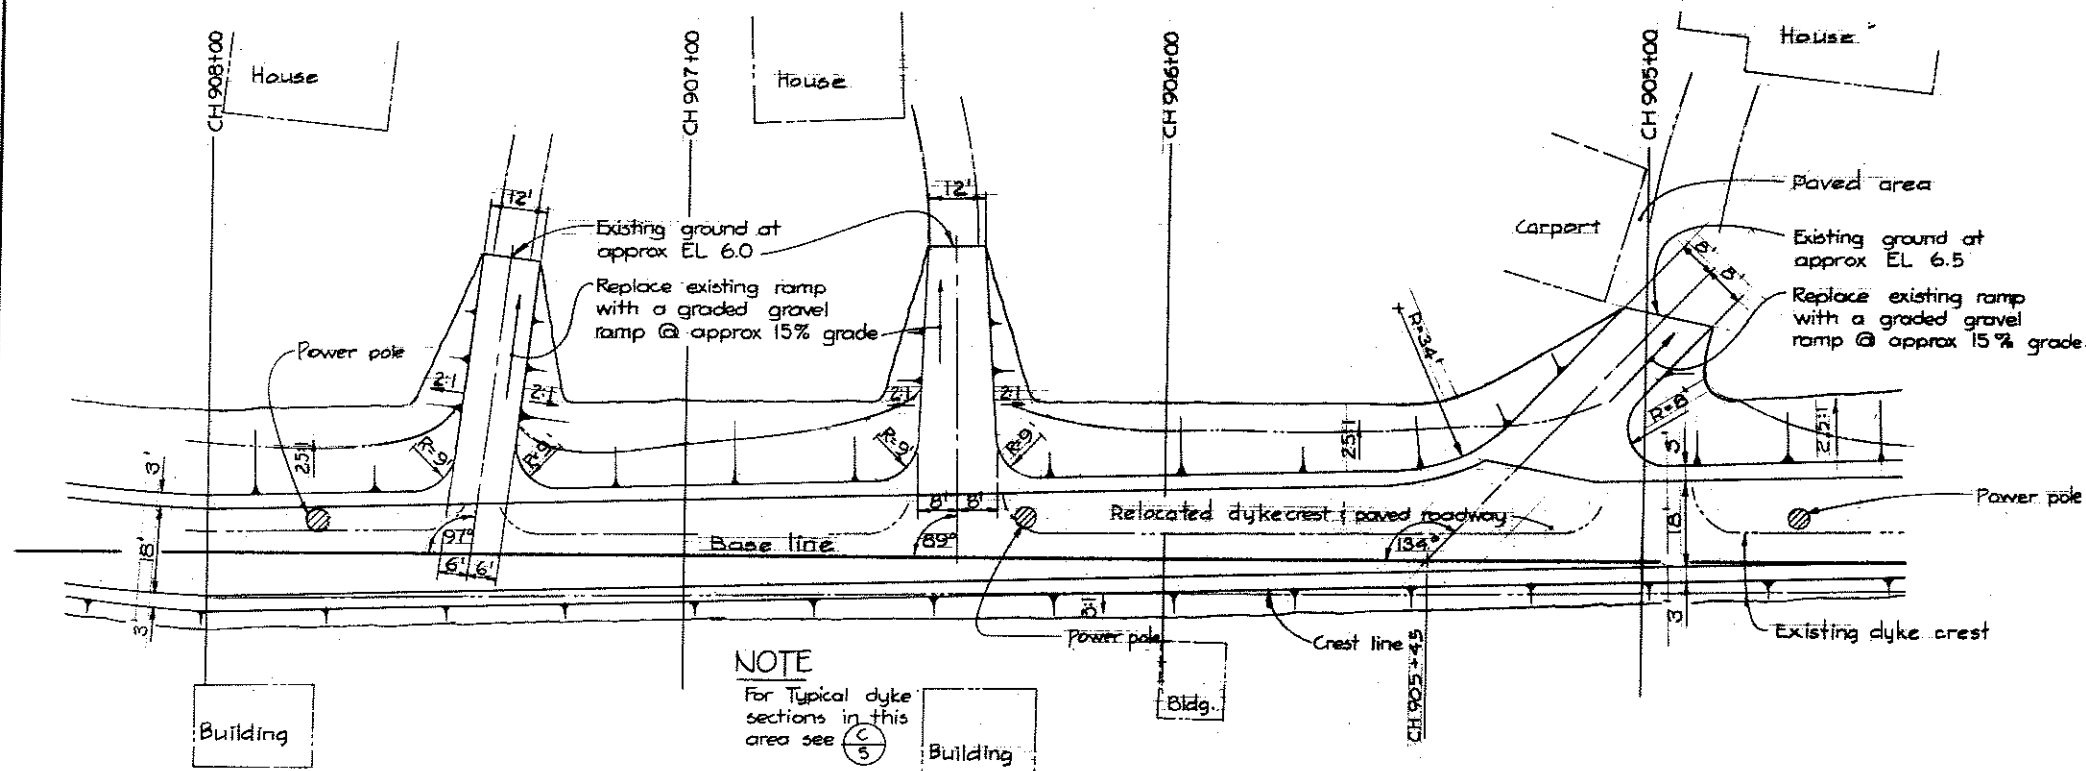 CH 908+00
House
CH 907+00
House
CH 906+00
CH 905+00
House
12'
12'
Existing ground at
approx EL 6.0
Replace existing ramp
with a graded gravel
ramp @ approx 15% grade
Paved area
Carport
Existing ground at
approx EL 6.5
Replace existing ramp
with a graded gravel
ramp @ approx 15% grade
8'
8'
R=34'
R=8'
Power pole
2:1
2:1
2:1
2:1
2.5:1
2.5:1
2.5:1
R=9'
R=9'
R=9'
R=9'
3'
18'
3'
3'
18'
3'
97°
6'
6'
Base line
8'
8'
89°
Relocated dyke crest & paved roadway
134°
Power pole
3:1
Power pole
Crest line
CH 905+45
Existing dyke crest
Building
NOTE
For Typical dyke
sections in this
area see C
5
Building
Bldg.